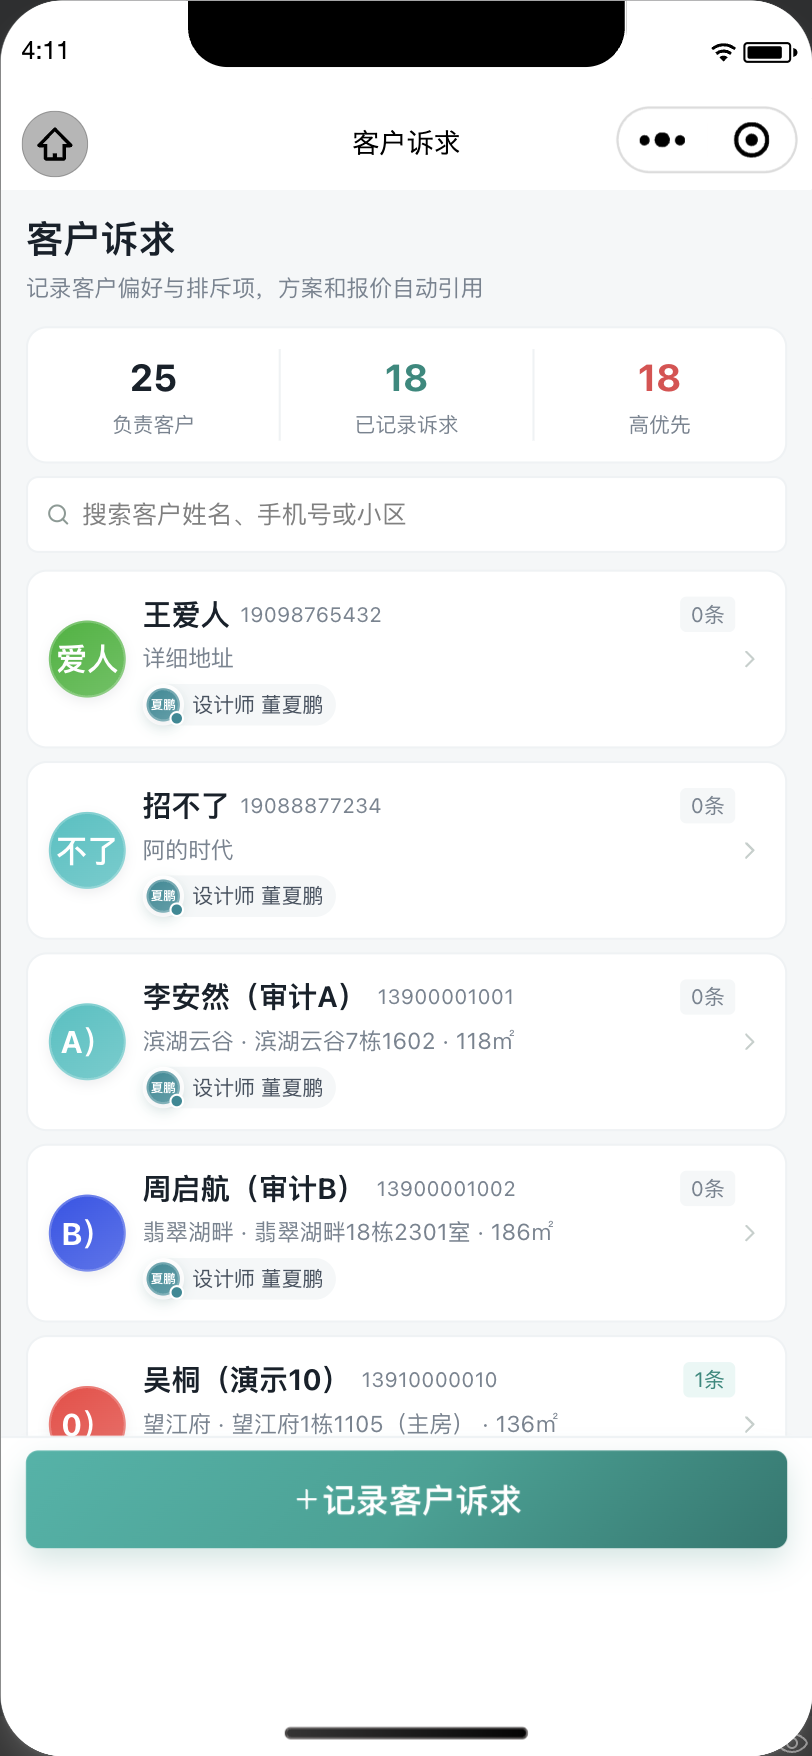 4:11
客户诉求
客户诉求
记录客户偏好与排斥项，方案和报价自动引用
25 18 18
负责客户 已记录诉求 高优先
搜索客户姓名、手机号或小区
王爱人 19098765432 0条
爱人 详细地址
夏鹏 设计师 董夏鹏
招不了 19088877234 0条
不了 阿的时代
夏鹏 设计师 董夏鹏
李安然（审计A） 13900001001 0条
A） 滨湖云谷 · 滨湖云谷7栋1602 · 118㎡
夏鹏 设计师 董夏鹏
周启航（审计B） 13900001002 0条
B） 翡翠湖畔 · 翡翠湖畔18栋2301室 · 186㎡
夏鹏 设计师 董夏鹏
吴桐（演示10） 13910000010 1条
0） 望江府 · 望江府1栋1105（主房） · 136㎡
＋记录客户诉求